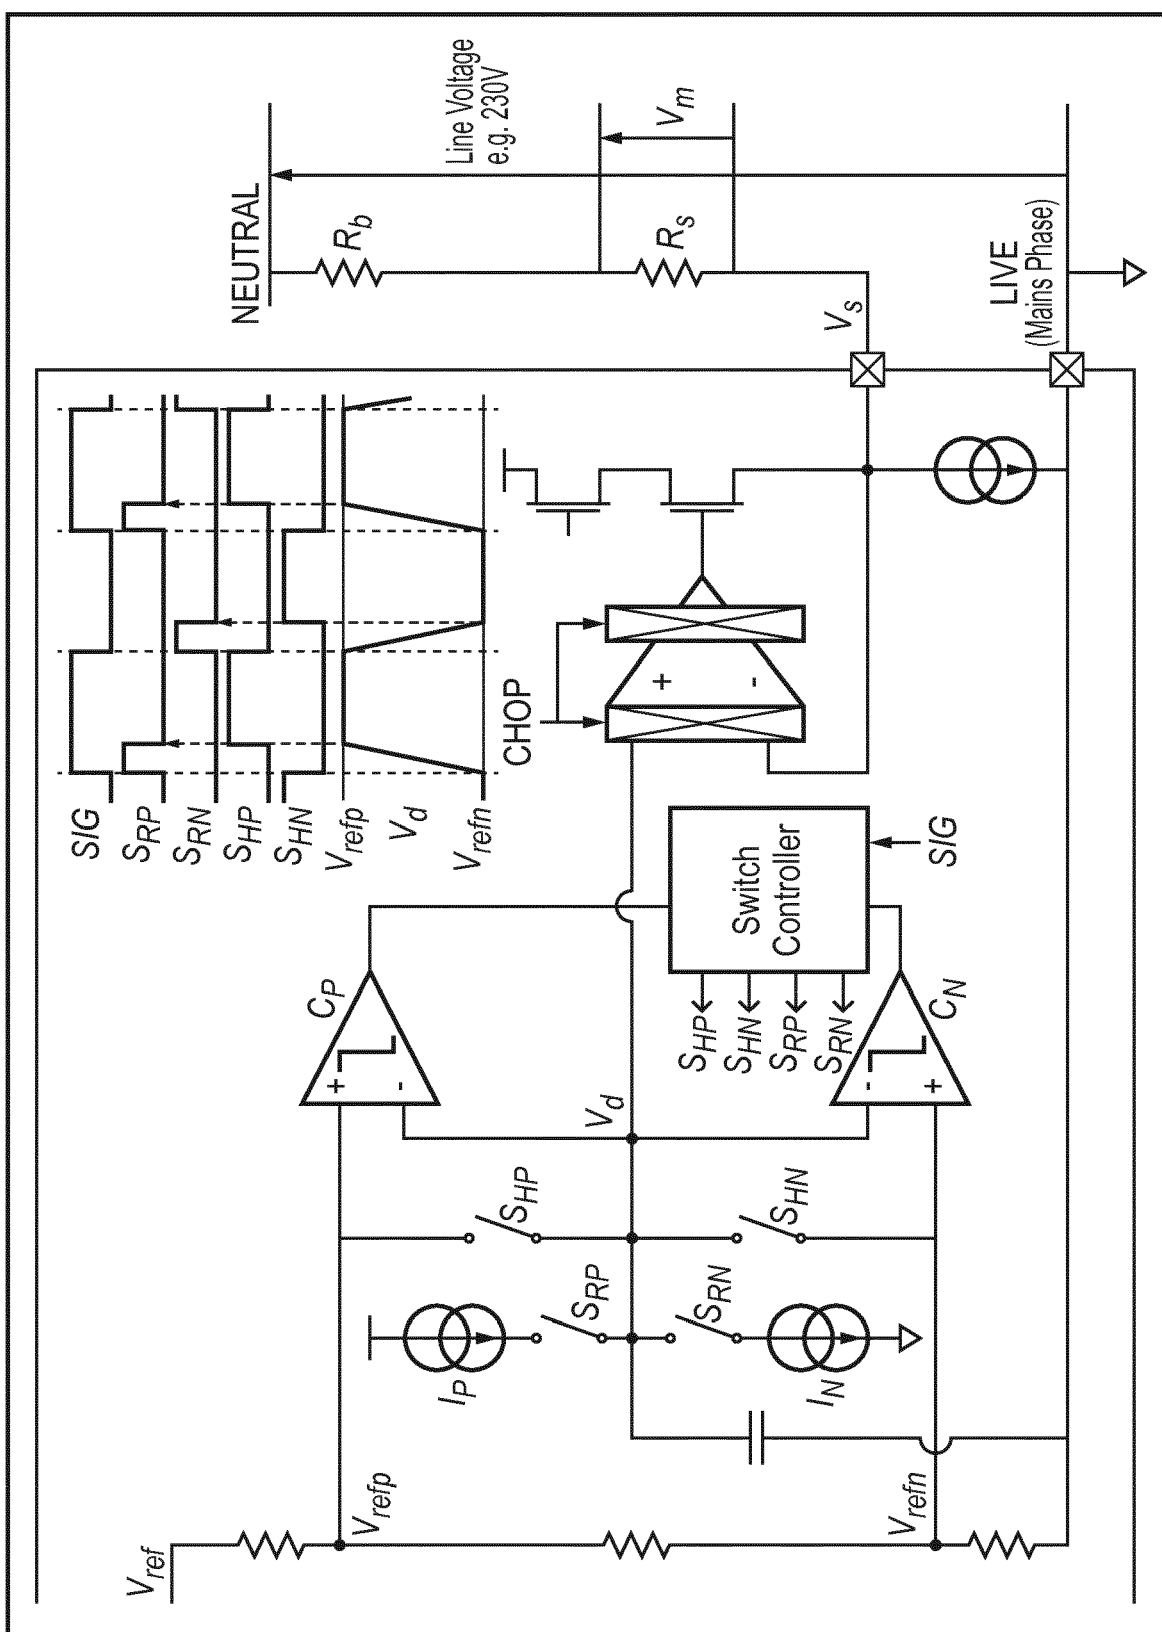 SIG
S_RP
S_RN
S_HP
S_HN
V_refp
V_d
V_refn
NEUTRAL
Line Voltage
e.g. 230V
R_b
V_m
R_s
V_s
LIVE
(Mains Phase)
CHOP
+
-
C_P
+
-
Switch
Controller
SIG
S_HP
S_HN
S_RP
S_RN
C_N
-
+
V_d
S_HP
S_HN
S_RP
S_RN
I_P
I_N
V_ref
V_refp
V_refn